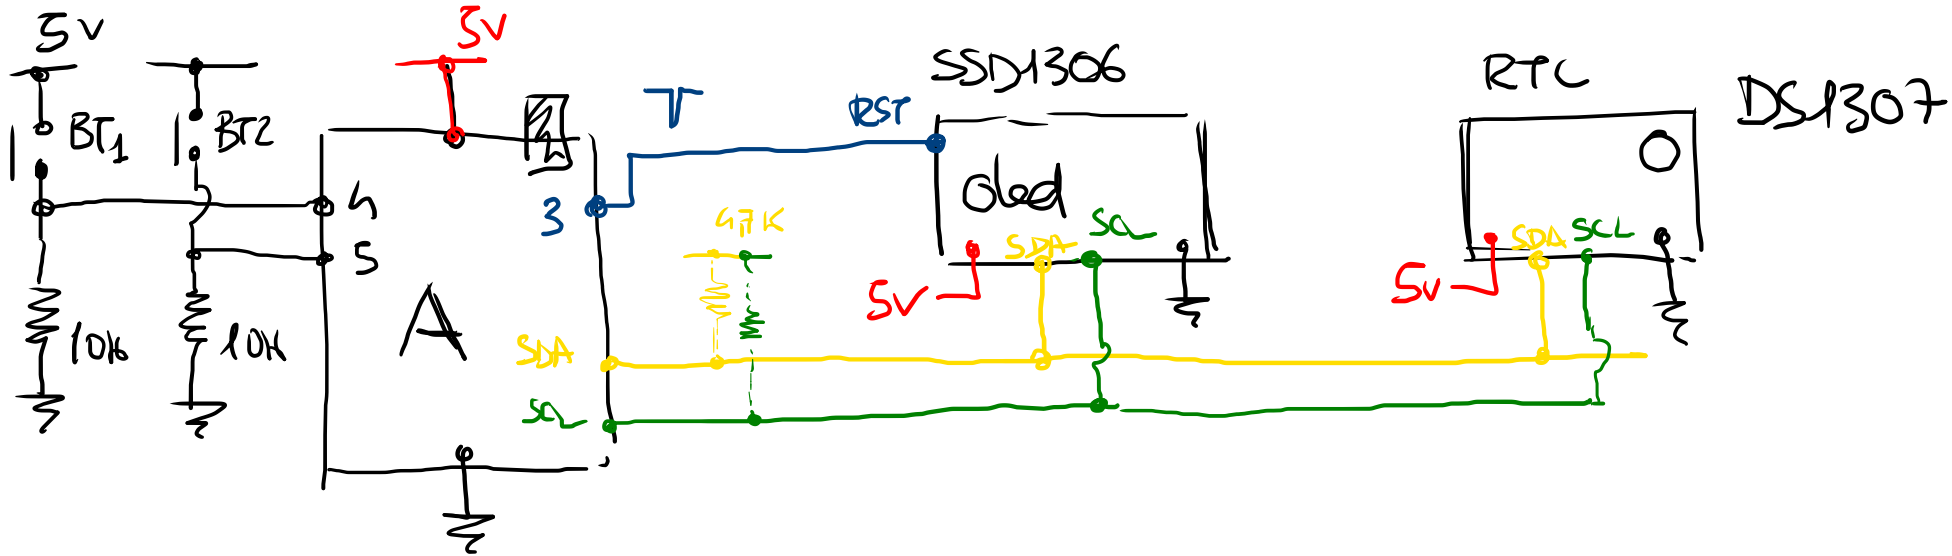 5V
5V
SSD1306
RTC
DS1307
BT1
BT2
RST
oled
4
3
5
4,7K
SDA
SCL
SDA
SCL
5V
5V
A
10K
10K
SDA
SCL